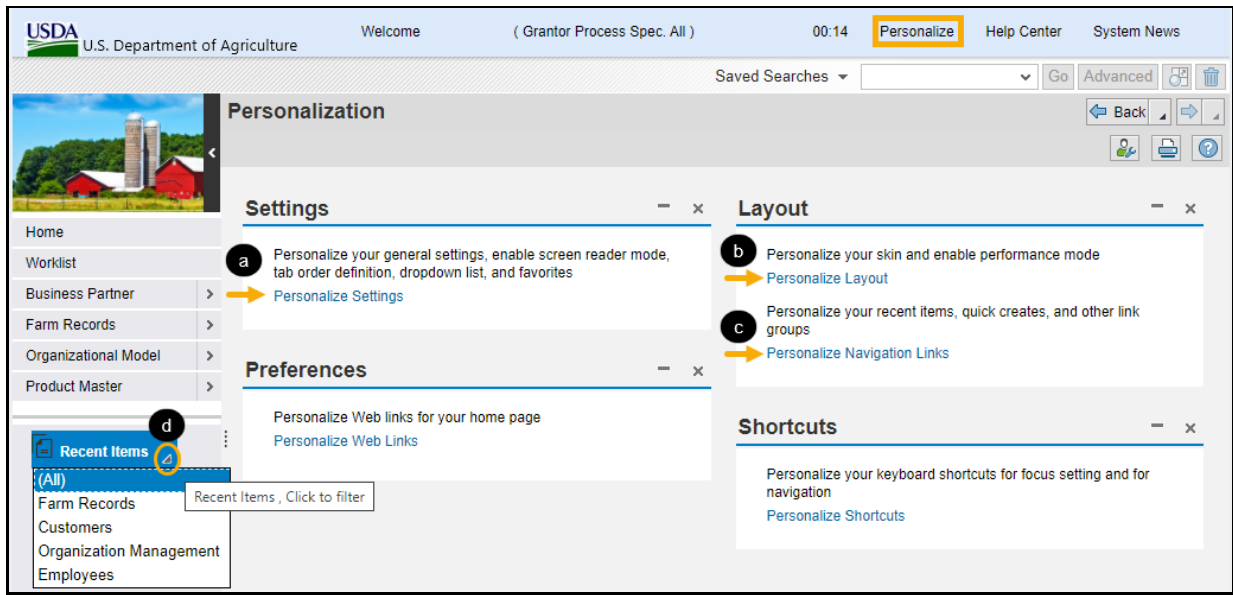 USDA
U.S. Department of Agriculture
Welcome
( Grantor Process Spec. All )
00:14
Personalize
Help Center
System News
Saved Searches
Go
Advanced
Personalization
Back
Home
Worklist
Business Partner
Farm Records
Organizational Model
Product Master
d
Recent Items
(All)
Farm Records
Customers
Organization Management
Employees
Recent Items , Click to filter
Settings
a
Personalize your general settings, enable screen reader mode,
tab order definition, dropdown list, and favorites
Personalize Settings
Preferences
Personalize Web links for your home page
Personalize Web Links
Layout
b
Personalize your skin and enable performance mode
Personalize Layout
c
Personalize your recent items, quick creates, and other link
groups
Personalize Navigation Links
Shortcuts
Personalize your keyboard shortcuts for focus setting and for
navigation
Personalize Shortcuts